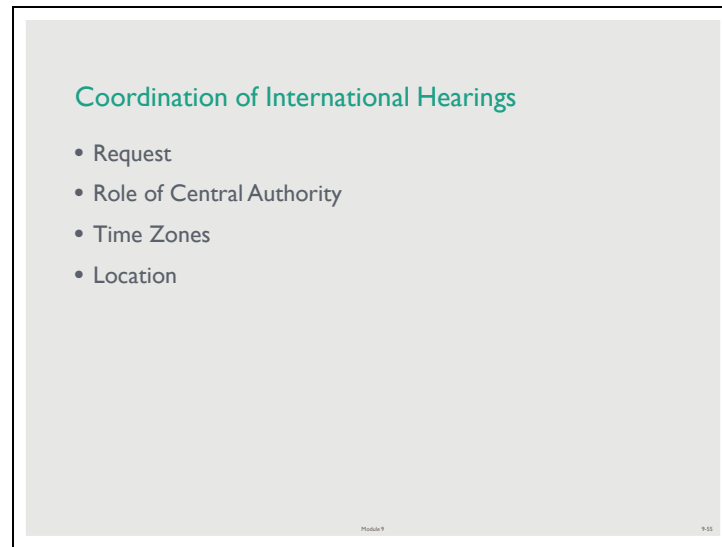 Coordination of International Hearings
• Request
• Role of Central Authority
• Time Zones
• Location
Module 9
9-55